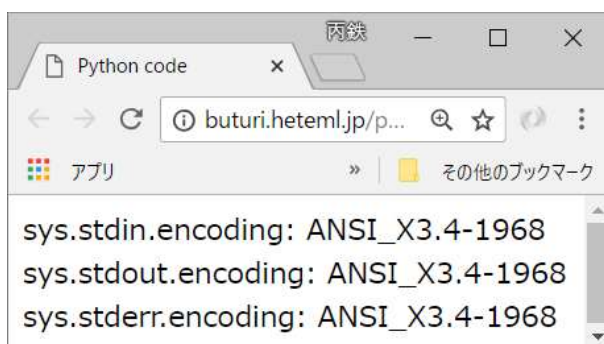 丙鉄
Python code
buturi.heteml.jp/p...
アプリ
»
その他のブックマーク
sys.stdin.encoding: ANSI_X3.4-1968
sys.stdout.encoding: ANSI_X3.4-1968
sys.stderr.encoding: ANSI_X3.4-1968